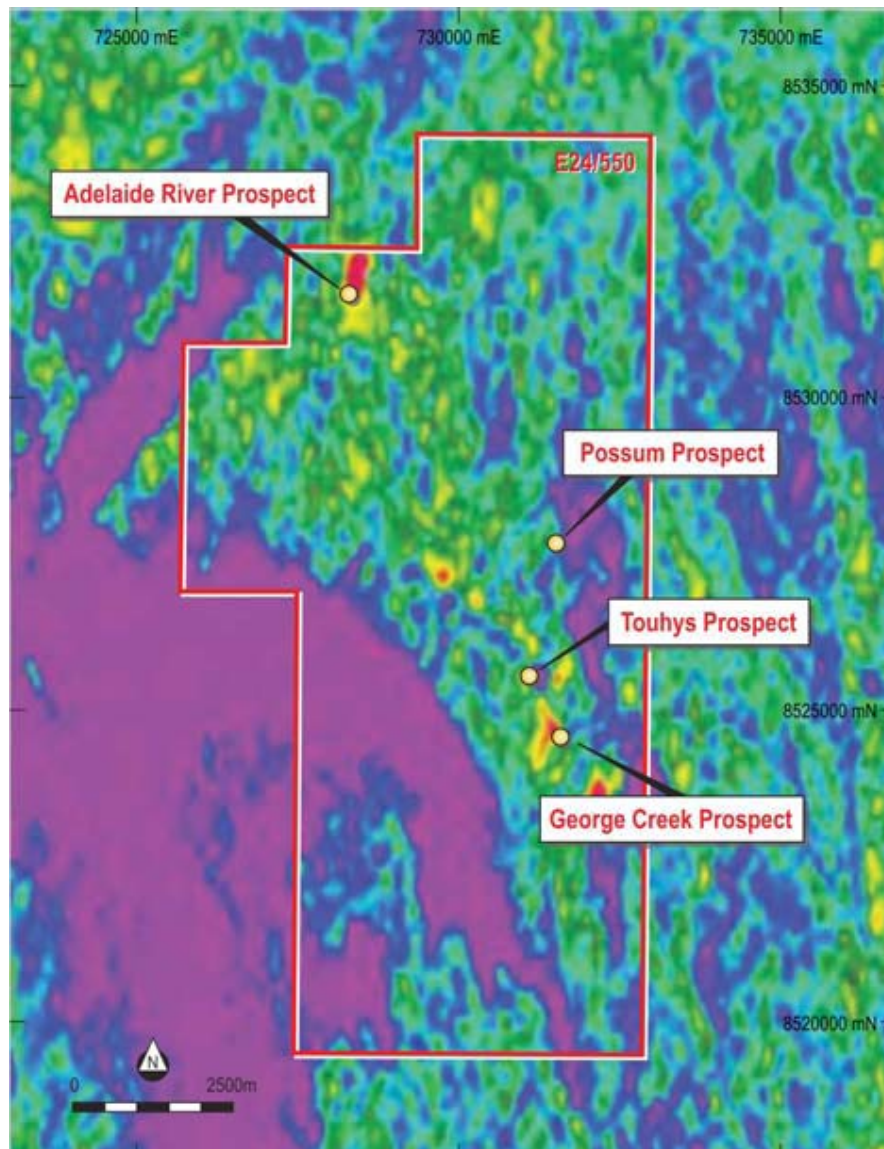 725000 mE 730000 mE 735000 mE
8535000 mN
E24/550
Adelaide River Prospect
8530000 mN
Possum Prospect
Touhys Prospect
8525000 mN
George Creek Prospect
8520000 mN
N
0 2500m